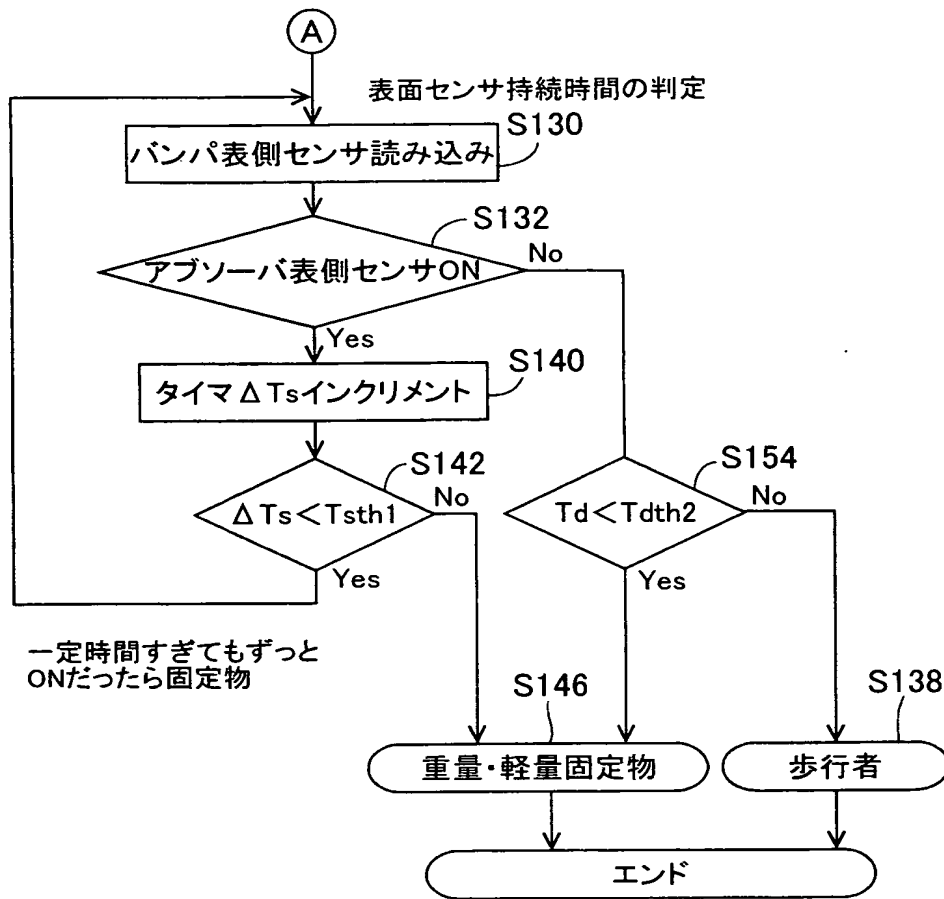 A
表面センサ持続時間の判定
S130
バンパ表側センサ読み込み
S132
アブソーバ表側センサON
No
Yes
S140
タイマΔTsインクリメント
S142
ΔTs<Tsth1
No
Yes
S154
Td<Tdth2
No
Yes
一定時間すぎてもずっと
ONだったら固定物
S146
重量・軽量固定物
S138
歩行者
エンド